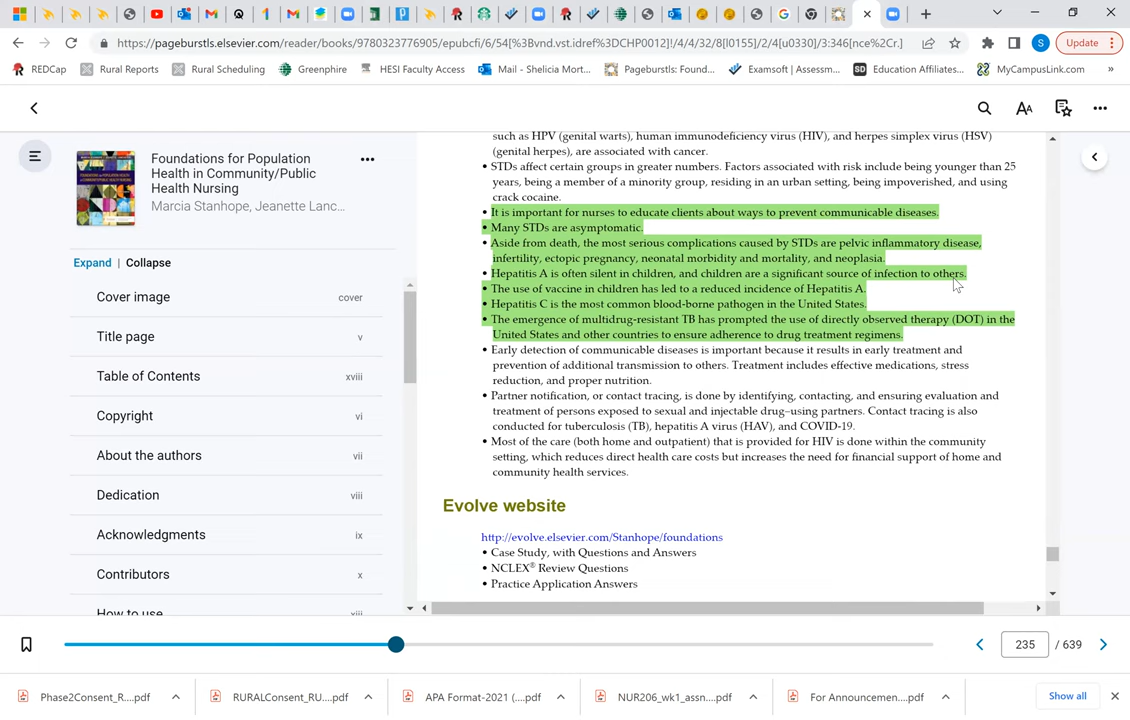 https://pageburstls.elsevier.com/reader/books/9780323776905/epubcfi/6/54[%3Bvnd.vst.idref%3DCHP0012]!/4/4/32/8[l0155]/2/4[u0330]/3:346[nce%2Cr.]
S
Update
REDCap
Rural Reports
Rural Scheduling
Greenphire
HESI Faculty Access
Mail - Shelicia Mort...
Pageburstls: Found...
Examsoft | Assessm...
Education Affiliates...
MyCampusLink.com
»
Foundations for Population
Health in Community/Public
Health Nursing
Marcia Stanhope, Jeanette Lanc...
Expand | Collapse
Cover image cover
Title page v
Table of Contents xviii
Copyright vi
About the authors vii
Dedication viii
Acknowledgments ix
Contributors x
How to use xiii
such as HPV (genital warts), human immunodeficiency virus (HIV), and herpes simplex virus (HSV)
(genital herpes), are associated with cancer.
• STDs affect certain groups in greater numbers. Factors associated with risk include being younger than 25
years, being a member of a minority group, residing in an urban setting, being impoverished, and using
crack cocaine.
• It is important for nurses to educate clients about ways to prevent communicable diseases.
• Many STDs are asymptomatic.
• Aside from death, the most serious complications caused by STDs are pelvic inflammatory disease,
infertility, ectopic pregnancy, neonatal morbidity and mortality, and neoplasia.
• Hepatitis A is often silent in children, and children are a significant source of infection to others.
• The use of vaccine in children has led to a reduced incidence of Hepatitis A.
• Hepatitis C is the most common blood-borne pathogen in the United States.
• The emergence of multidrug-resistant TB has prompted the use of directly observed therapy (DOT) in the
United States and other countries to ensure adherence to drug treatment regimens.
• Early detection of communicable diseases is important because it results in early treatment and
prevention of additional transmission to others. Treatment includes effective medications, stress
reduction, and proper nutrition.
• Partner notification, or contact tracing, is done by identifying, contacting, and ensuring evaluation and
treatment of persons exposed to sexual and injectable drug–using partners. Contact tracing is also
conducted for tuberculosis (TB), hepatitis A virus (HAV), and COVID-19.
• Most of the care (both home and outpatient) that is provided for HIV is done within the community
setting, which reduces direct health care costs but increases the need for financial support of home and
community health services.
Evolve website
http://evolve.elsevier.com/Stanhope/foundations
• Case Study, with Questions and Answers
• NCLEX® Review Questions
• Practice Application Answers
235 / 639
Phase2Consent_R....pdf
RURALConsent_RU....pdf
APA Format-2021 (....pdf
NUR206_wk1_assn....pdf
For Announcemen....pdf
Show all